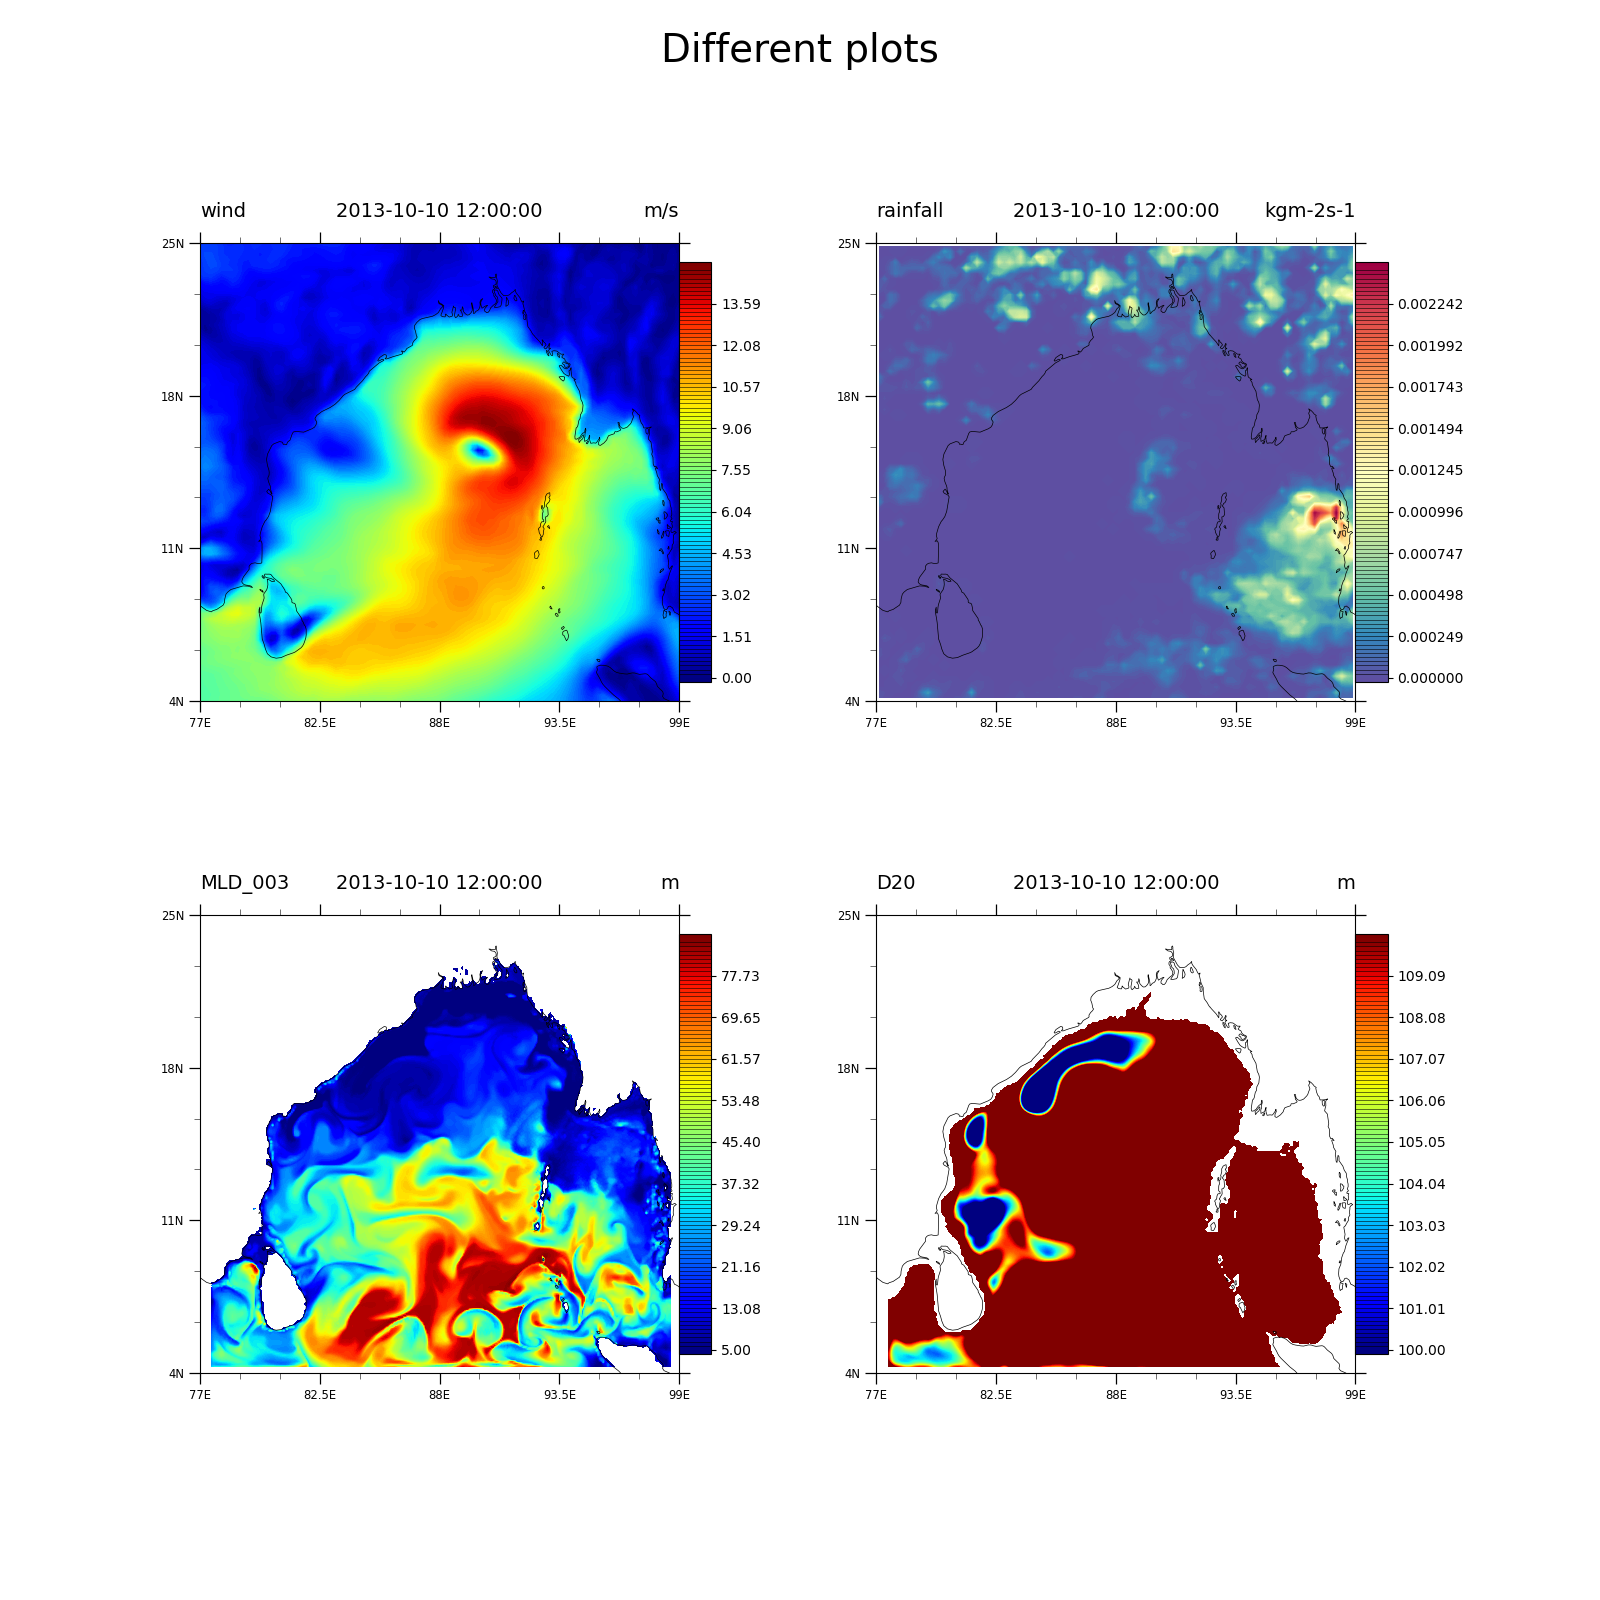 Different plots
wind 2013-10-10 12:00:00 m/s
25N
18N
11N
4N
77E 82.5E 88E 93.5E 99E
13.59
12.08
10.57
9.06
7.55
6.04
4.53
3.02
1.51
0.00
rainfall 2013-10-10 12:00:00 kgm-2s-1
25N
18N
11N
4N
77E 82.5E 88E 93.5E 99E
0.002242
0.001992
0.001743
0.001494
0.001245
0.000996
0.000747
0.000498
0.000249
0.000000
MLD_003 2013-10-10 12:00:00 m
25N
18N
11N
4N
77E 82.5E 88E 93.5E 99E
77.73
69.65
61.57
53.48
45.40
37.32
29.24
21.16
13.08
5.00
D20 2013-10-10 12:00:00 m
25N
18N
11N
4N
77E 82.5E 88E 93.5E 99E
109.09
108.08
107.07
106.06
105.05
104.04
103.03
102.02
101.01
100.00